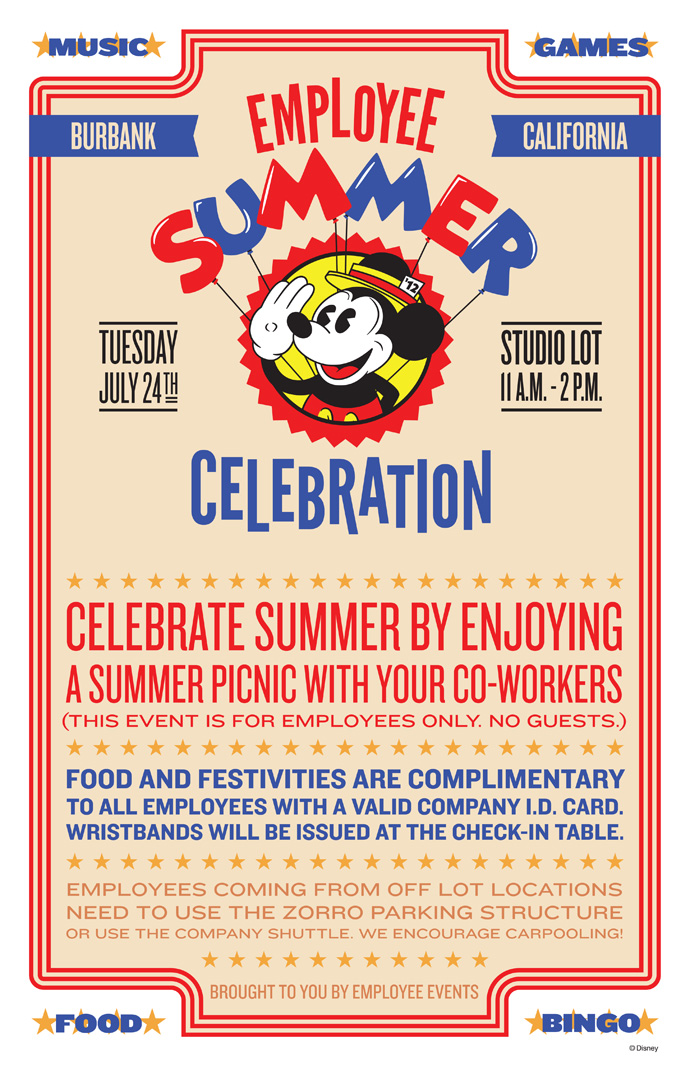 MUSIC
GAMES
BURBANK
CALIFORNIA
EMPLOYEE
SUMMER
'12
TUESDAY
JULY 24TH
STUDIO LOT
11 A.M. - 2 P.M.
CELEBRATION
CELEBRATE SUMMER BY ENJOYING
A SUMMER PICNIC WITH YOUR CO-WORKERS
(THIS EVENT IS FOR EMPLOYEES ONLY. NO GUESTS.)
FOOD AND FESTIVITIES ARE COMPLIMENTARY
TO ALL EMPLOYEES WITH A VALID COMPANY I.D. CARD.
WRISTBANDS WILL BE ISSUED AT THE CHECK-IN TABLE.
EMPLOYEES COMING FROM OFF LOT LOCATIONS
NEED TO USE THE ZORRO PARKING STRUCTURE
OR USE THE COMPANY SHUTTLE. WE ENCOURAGE CARPOOLING!
BROUGHT TO YOU BY EMPLOYEE EVENTS
FOOD
BINGO
© Disney